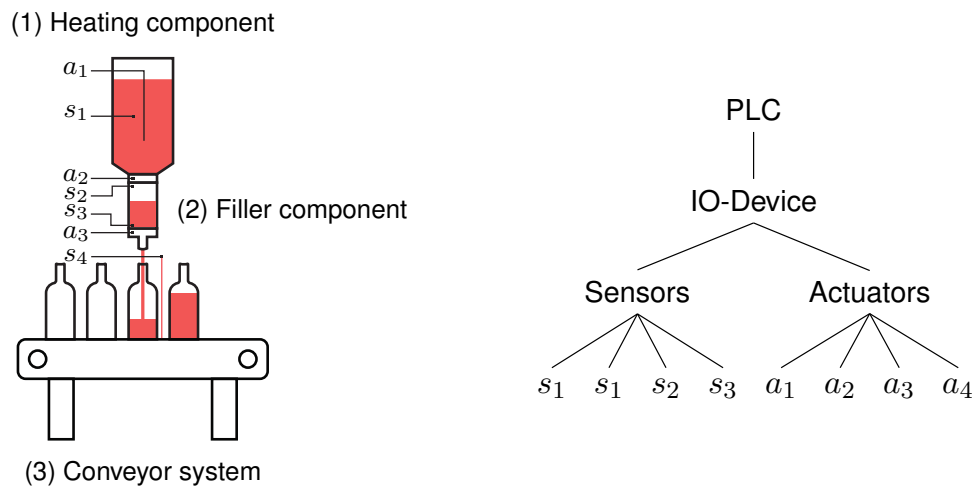 (1) Heating component
a₁
s₁
a₂
s₂
s₃
a₃
s₄
(2) Filler component
(3) Conveyor system
PLC
IO-Device
Sensors Actuators
s₁ s₁ s₂ s₃ a₁ a₂ a₃ a₄